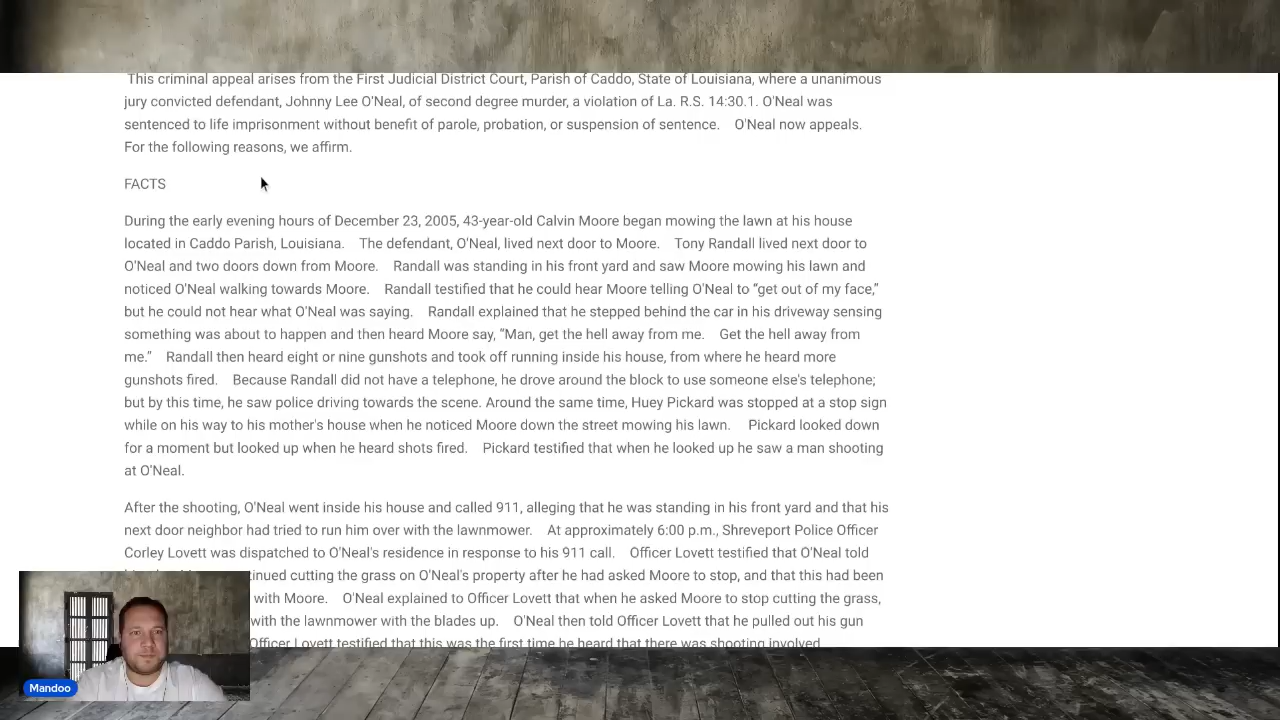 This criminal appeal arises from the First Judicial District Court, Parish of Caddo, State of Louisiana, where a unanimous
jury convicted defendant, Johnny Lee O'Neal, of second degree murder, a violation of La. R.S. 14:30.1. O'Neal was
sentenced to life imprisonment without benefit of parole, probation, or suspension of sentence. O'Neal now appeals.
For the following reasons, we affirm.
FACTS
During the early evening hours of December 23, 2005, 43-year-old Calvin Moore began mowing the lawn at his house
located in Caddo Parish, Louisiana. The defendant, O'Neal, lived next door to Moore. Tony Randall lived next door to
O'Neal and two doors down from Moore. Randall was standing in his front yard and saw Moore mowing his lawn and
noticed O'Neal walking towards Moore. Randall testified that he could hear Moore telling O'Neal to “get out of my face,”
but he could not hear what O'Neal was saying. Randall explained that he stepped behind the car in his driveway sensing
something was about to happen and then heard Moore say, “Man, get the hell away from me. Get the hell away from
me.” Randall then heard eight or nine gunshots and took off running inside his house, from where he heard more
gunshots fired. Because Randall did not have a telephone, he drove around the block to use someone else's telephone;
but by this time, he saw police driving towards the scene. Around the same time, Huey Pickard was stopped at a stop sign
while on his way to his mother's house when he noticed Moore down the street mowing his lawn. Pickard looked down
for a moment but looked up when he heard shots fired. Pickard testified that when he looked up he saw a man shooting
at O'Neal.
After the shooting, O'Neal went inside his house and called 911, alleging that he was standing in his front yard and that his
next door neighbor had tried to run him over with the lawnmower. At approximately 6:00 p.m., Shreveport Police Officer
Corley Lovett was dispatched to O'Neal's residence in response to his 911 call. Officer Lovett testified that O'Neal told
tinued cutting the grass on O'Neal's property after he had asked Moore to stop, and that this had been
with Moore. O'Neal explained to Officer Lovett that when he asked Moore to stop cutting the grass,
with the lawnmower with the blades up. O'Neal then told Officer Lovett that he pulled out his gun
Officer Lovett testified that this was the first time he heard that there was shooting involved
Mandoo